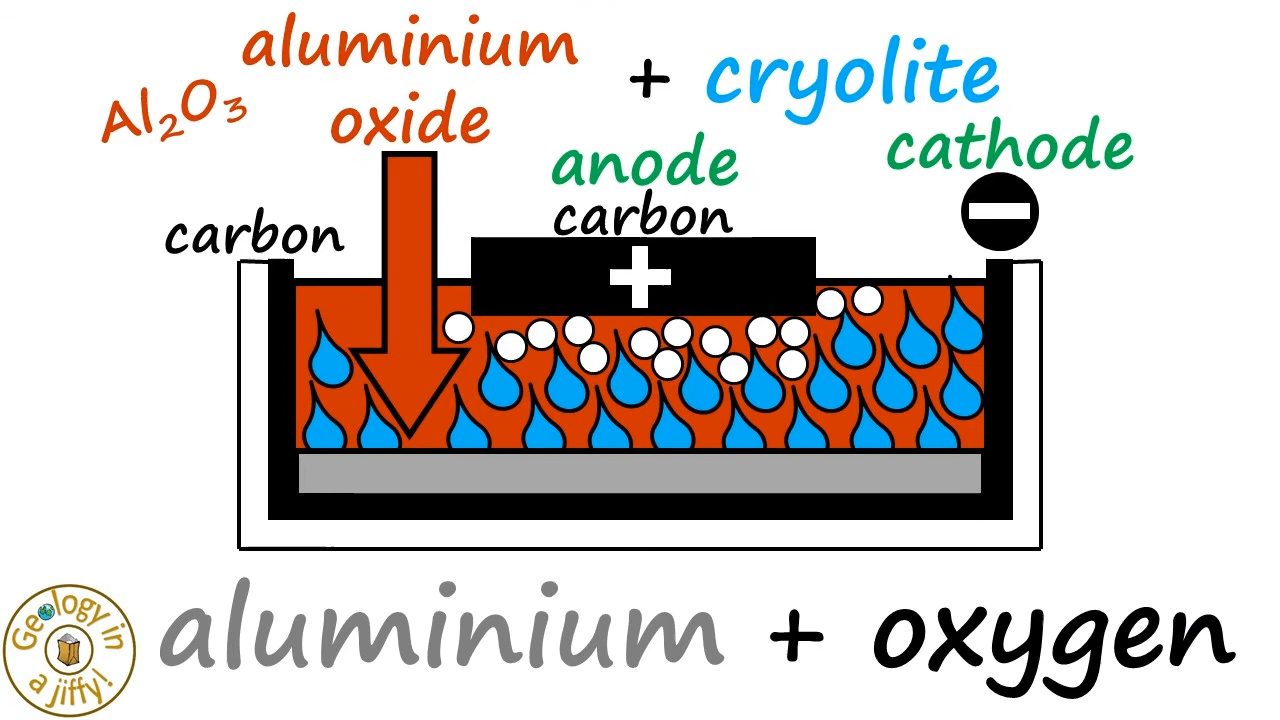 aluminium
+ cryolite
Al₂O₃
oxide
anode
cathode
carbon
carbon
+
−
aluminium + oxygen
Geology in
a jiffy!